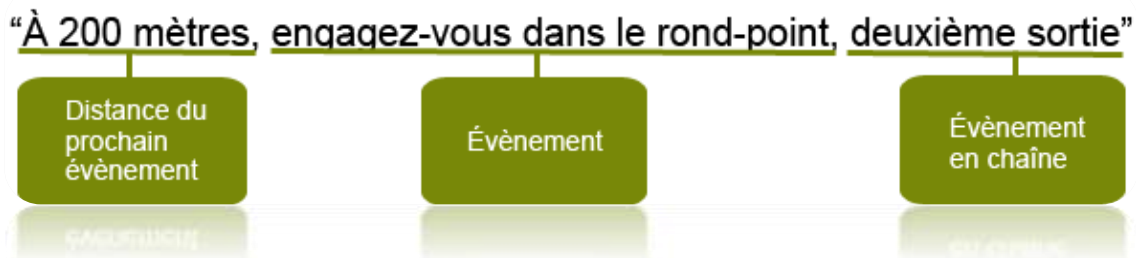 “À 200 mètres, engagez-vous dans le rond-point, deuxième sortie”
Distance du
prochain
évènement
Évènement
Évènement
en chaîne